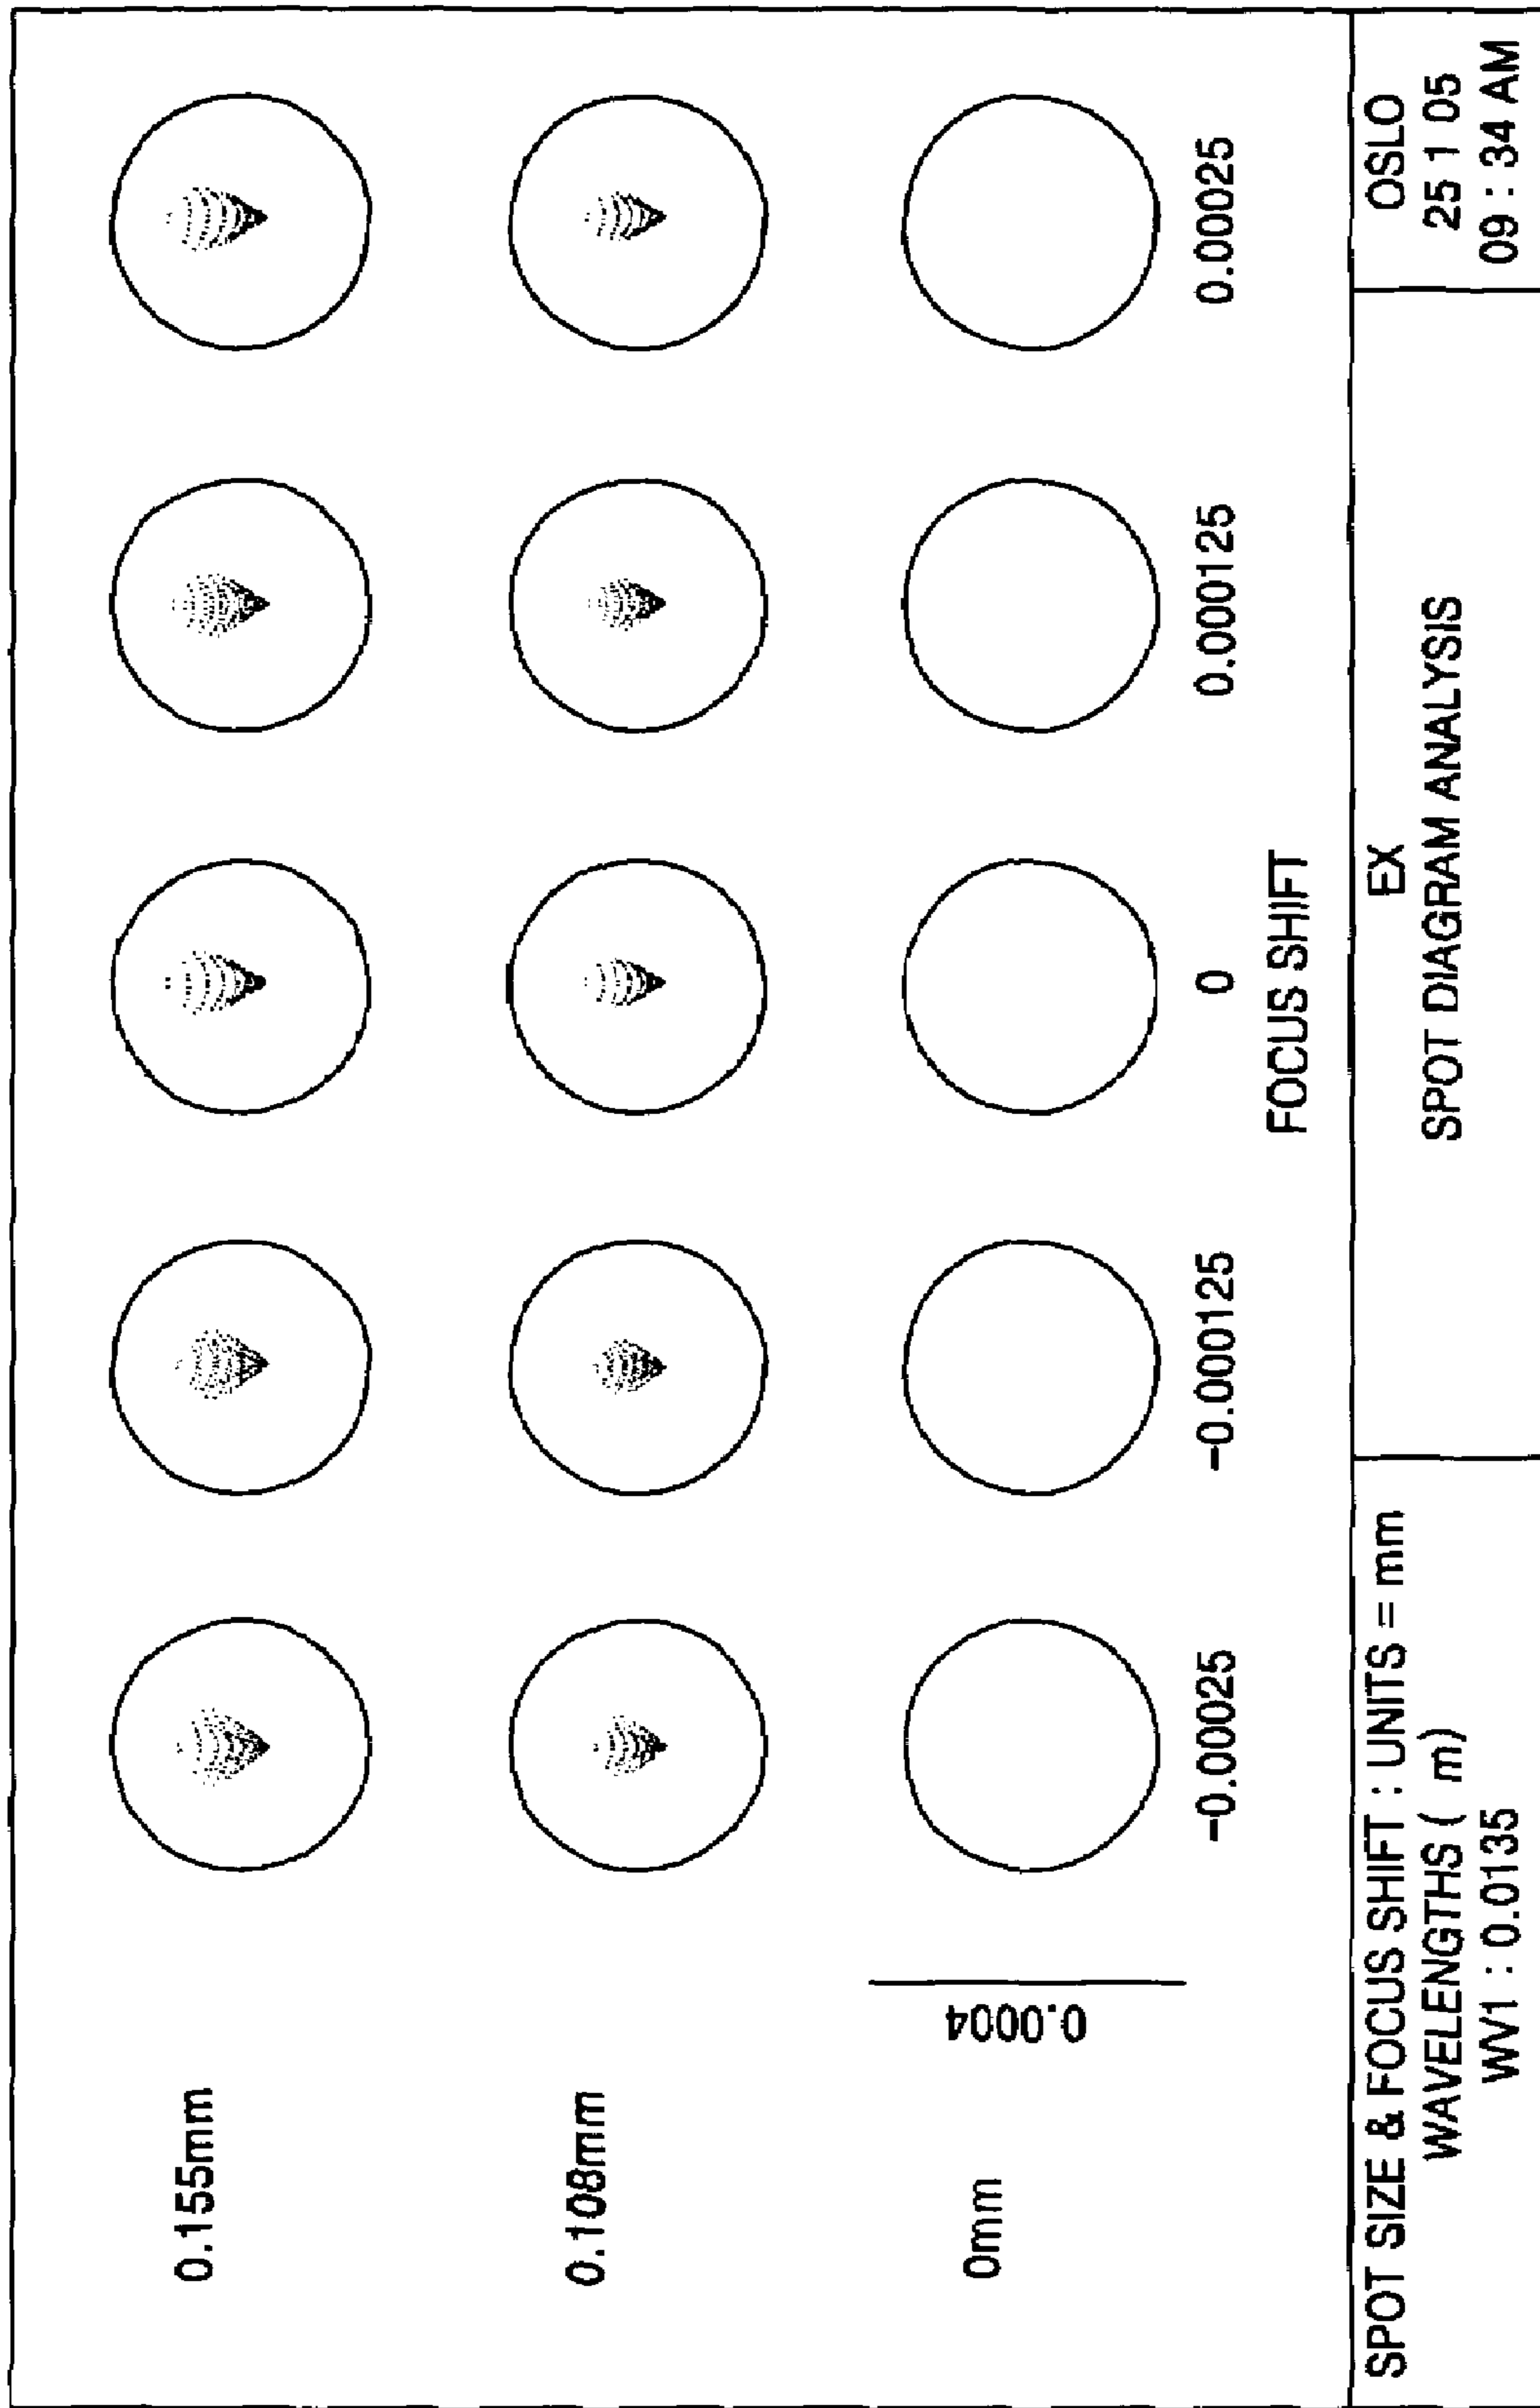 0.155mm
0.108mm
0mm
0.0004
-0.00025
-0.000125
0
0.000125
0.00025
FOCUS SHIFT
SPOT SIZE & FOCUS SHIFT : UNITS = mm
WAVELENGTHS ( m)
WV1 : 0.0135
EX
SPOT DIAGRAM ANALYSIS
OSLO
25 1 05
09 : 34 AM